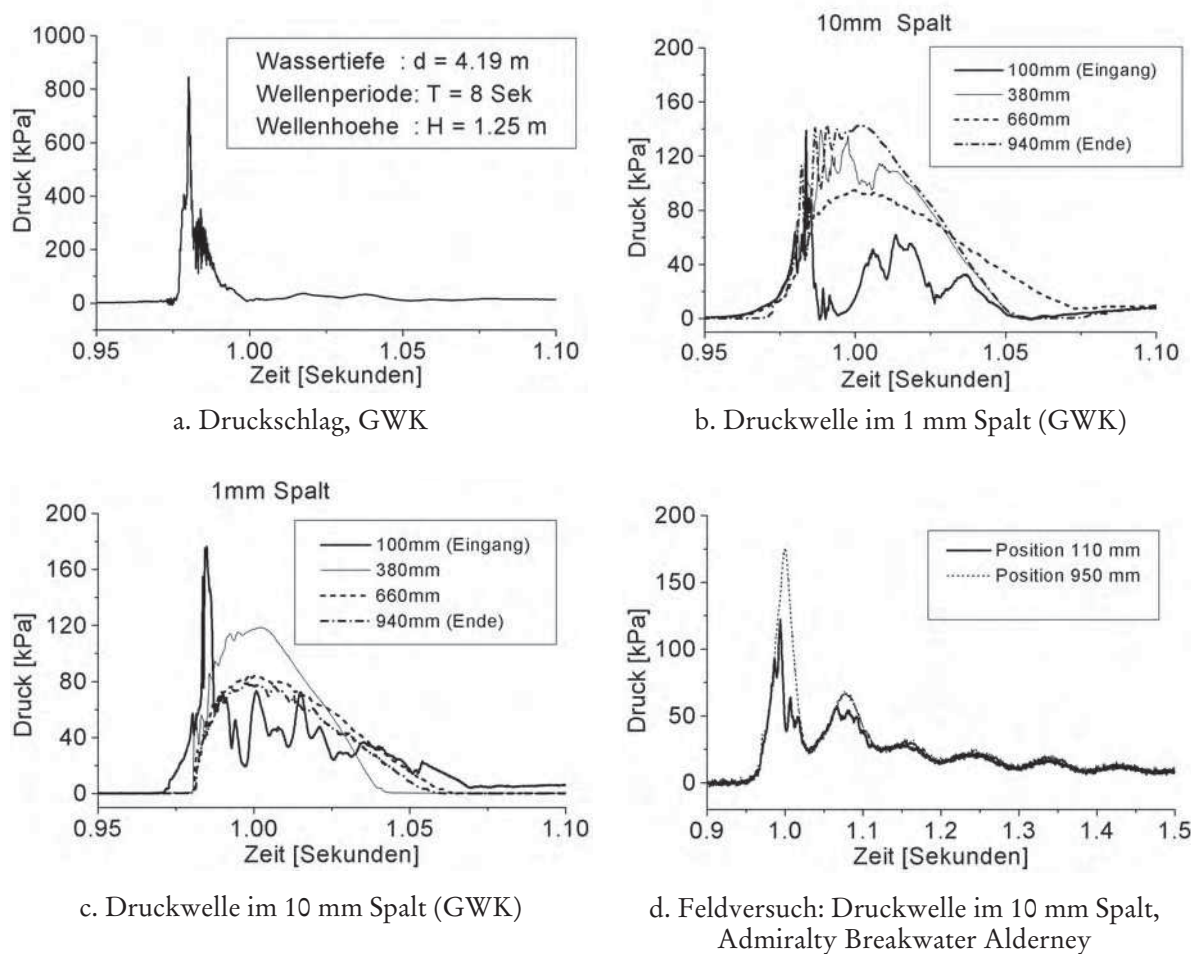 1000
800
600
400
200
0
Druck [kPa]
Wassertiefe : d = 4.19 m
Wellenperiode: T = 8 Sek
Wellenhoehe : H = 1.25 m
0.95 1.00 1.05 1.10
Zeit [Sekunden]
a. Druckschlag, GWK
10mm Spalt
200
160
120
80
40
0
Druck [kPa]
100mm (Eingang)
380mm
660mm
940mm (Ende)
0.95 1.00 1.05 1.10
Zeit [Sekunden]
b. Druckwelle im 1 mm Spalt (GWK)
1mm Spalt
200
160
120
80
40
0
Druck [kPa]
100mm (Eingang)
380mm
660mm
940mm (Ende)
0.95 1.00 1.05 1.10
Zeit [Sekunden]
c. Druckwelle im 10 mm Spalt (GWK)
200
150
100
50
0
Druck [kPa]
Position 110 mm
Position 950 mm
0.9 1.0 1.1 1.2 1.3 1.4 1.5
Zeit [Sekunden]
d. Feldversuch: Druckwelle im 10 mm Spalt,
Admiralty Breakwater Alderney